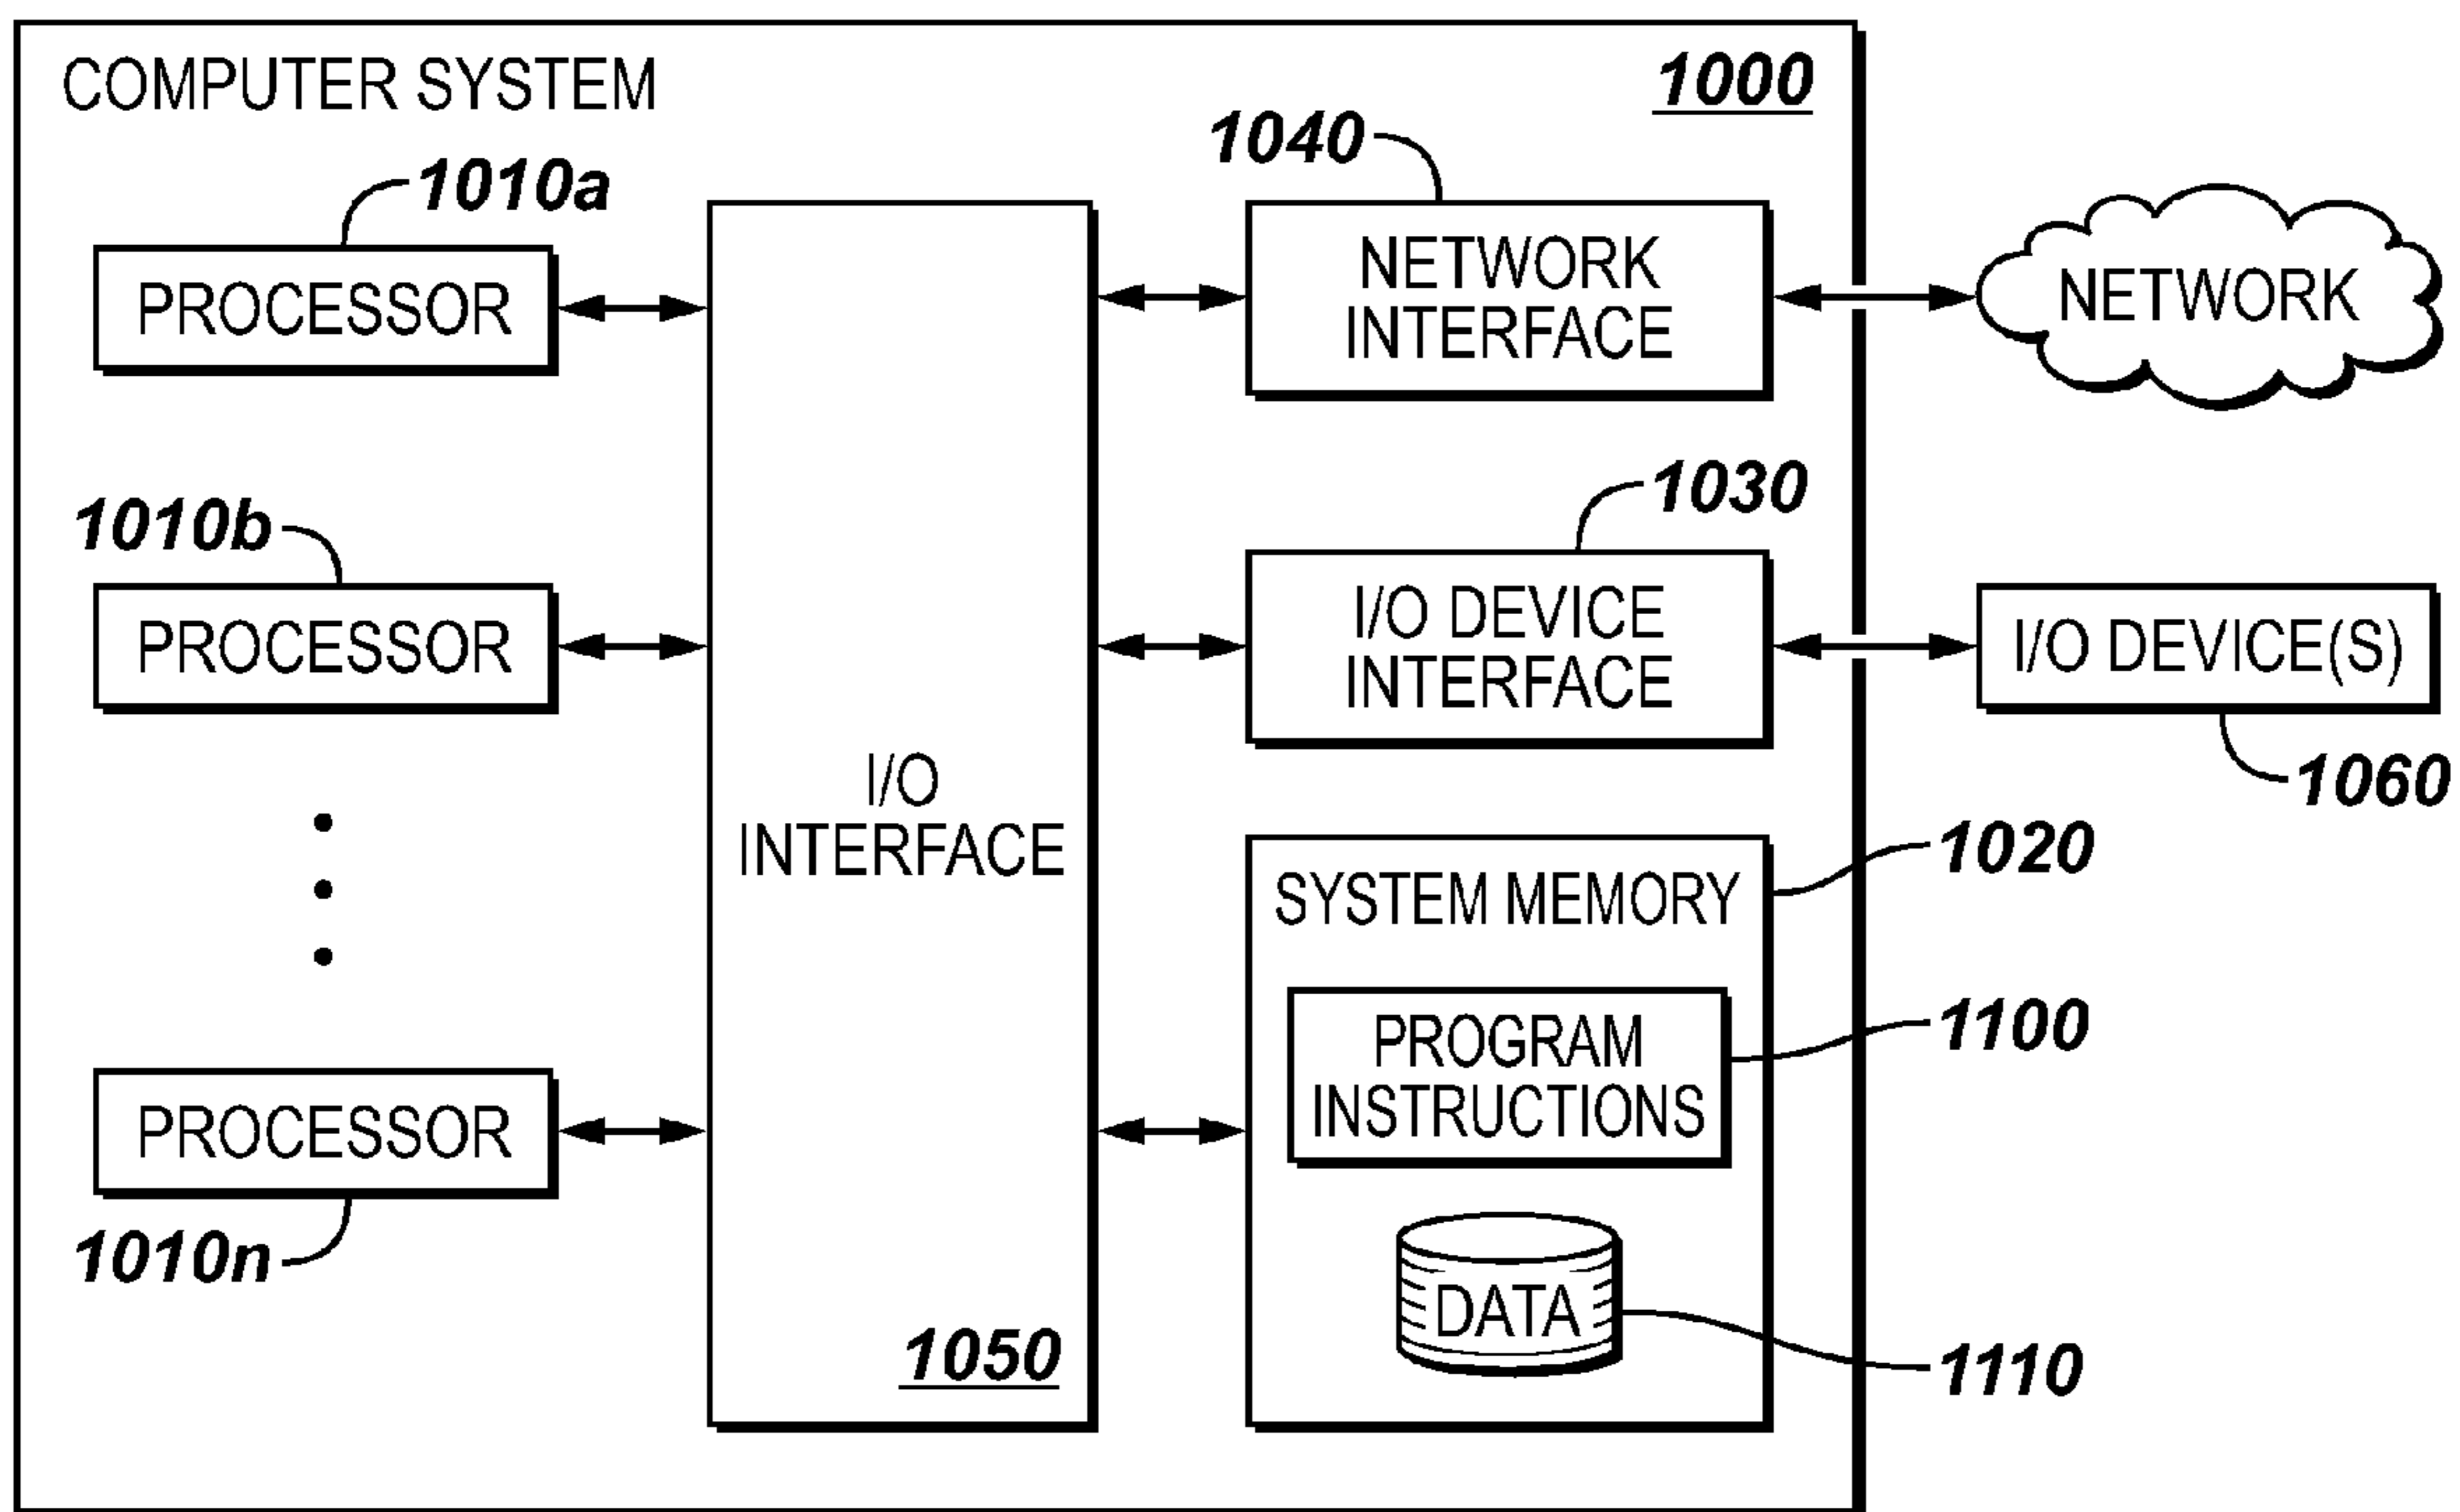 COMPUTER SYSTEM
1000
1010a
PROCESSOR
1010b
PROCESSOR
PROCESSOR
1010n
I/O
INTERFACE
1050
1040
NETWORK
INTERFACE
NETWORK
1030
I/O DEVICE
INTERFACE
I/O DEVICE(S)
1060
1020
SYSTEM MEMORY
PROGRAM
INSTRUCTIONS
1100
DATA
1110